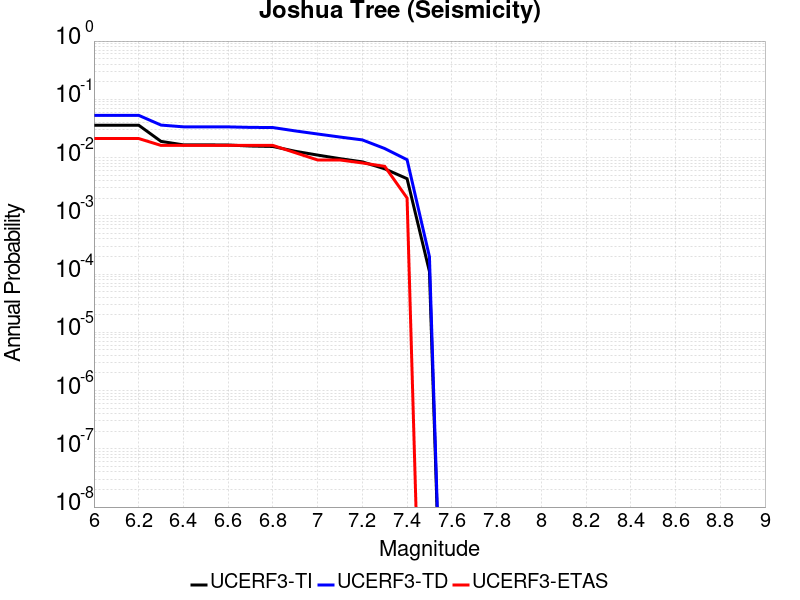 Joshua Tree (Seismicity)
10^0
10^-1
10^-2
10^-3
10^-4
10^-5
10^-6
10^-7
10^-8
Annual Probability
6 6.2 6.4 6.6 6.8 7 7.2 7.4 7.6 7.8 8 8.2 8.4 8.6 8.8 9
Magnitude
UCERF3-TI UCERF3-TD UCERF3-ETAS